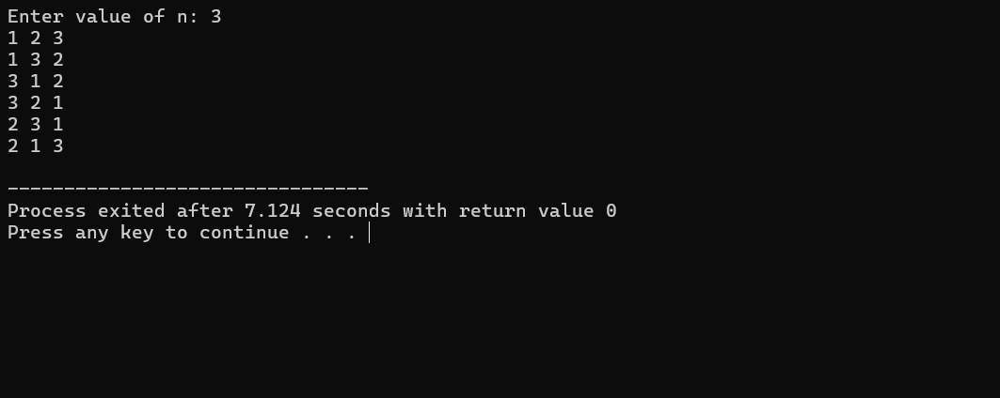 Enter value of n: 3
1 2 3
1 3 2
3 1 2
3 2 1
2 3 1
2 1 3
--------------------------------
Process exited after 7.124 seconds with return value 0
Press any key to continue . . .